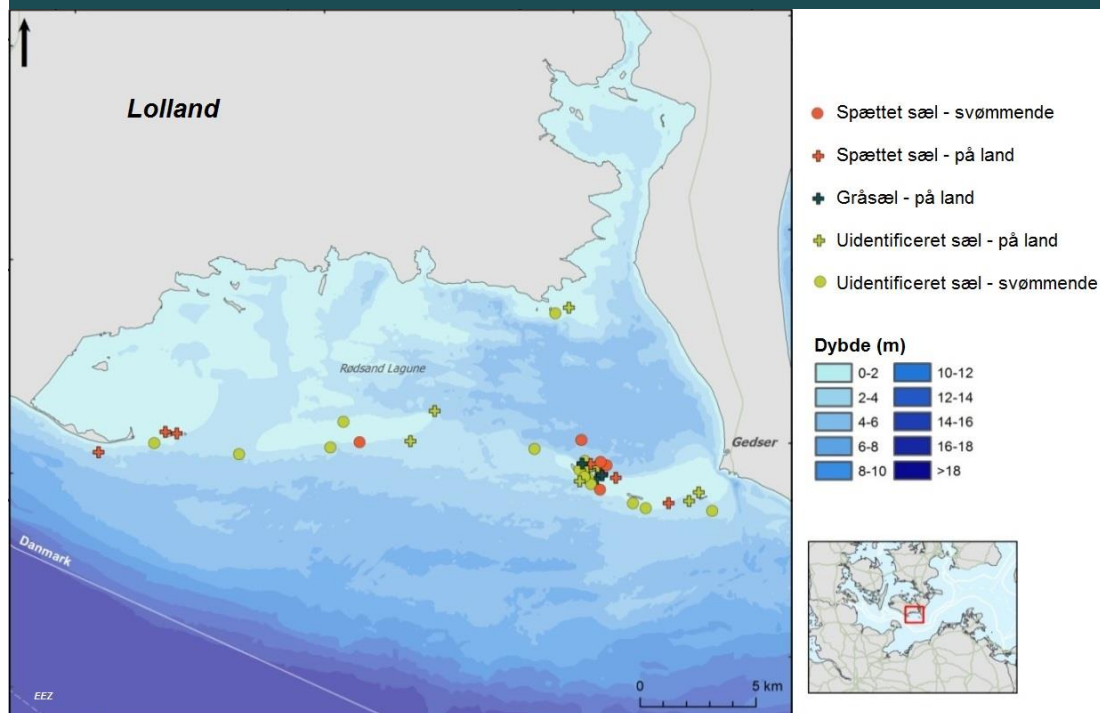 Lolland
Rødsand Lagune
Gedser
Danmark
EEZ
0 5 km
Spættet sæl - svømmende
Spættet sæl - på land
Gråsæl - på land
Uidentificeret sæl - på land
Uidentificeret sæl - svømmende
Dybde (m)
0-2 10-12
2-4 12-14
4-6 14-16
6-8 16-18
8-10 >18